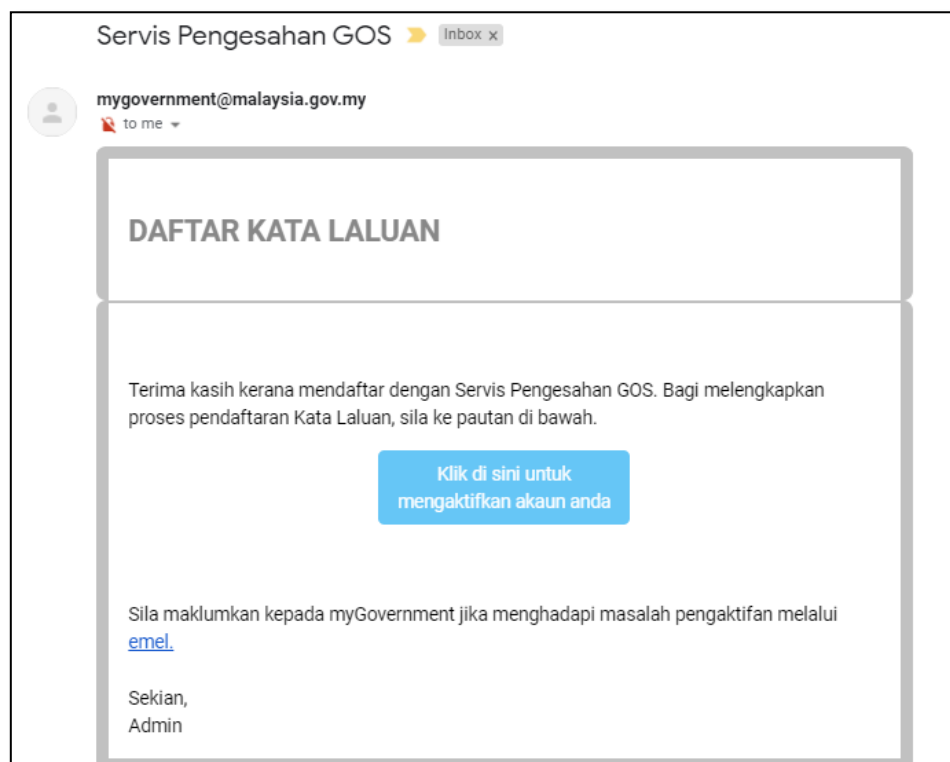 Servis Pengesahan GOS Inbox x
mygovernment@malaysia.gov.my
to me
DAFTAR KATA LALUAN
Terima kasih kerana mendaftar dengan Servis Pengesahan GOS. Bagi melengkapkan
proses pendaftaran Kata Laluan, sila ke pautan di bawah.
Klik di sini untuk
mengaktifkan akaun anda
Sila maklumkan kepada myGovernment jika menghadapi masalah pengaktifan melalui
emel.
Sekian,
Admin